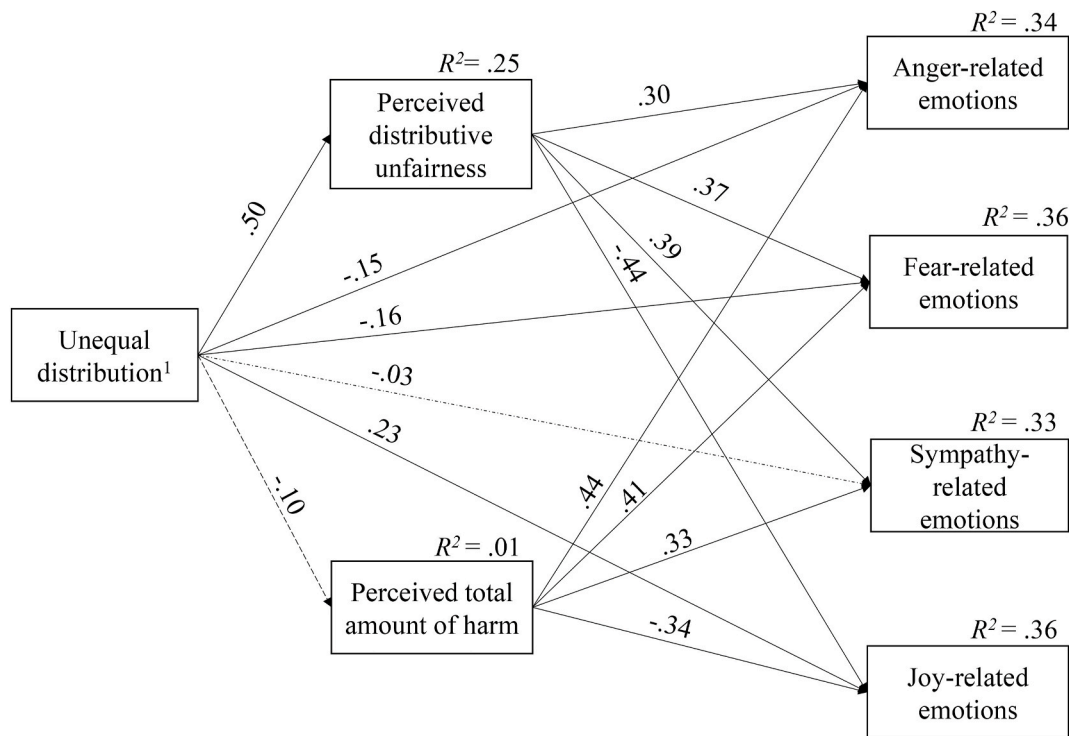 R² = .34
Anger-related
emotions
R²= .25
Perceived
distributive
unfairness
.30
.37
.39
-.44
.50
-.15
R² = .36
Fear-related
emotions
Unequal
distribution¹
-.16
-.03
.23
-.10
R² = .33
Sympathy-
related
emotions
.44
.41
.33
R² = .01
Perceived total
amount of harm
-.34
R² = .36
Joy-related
emotions